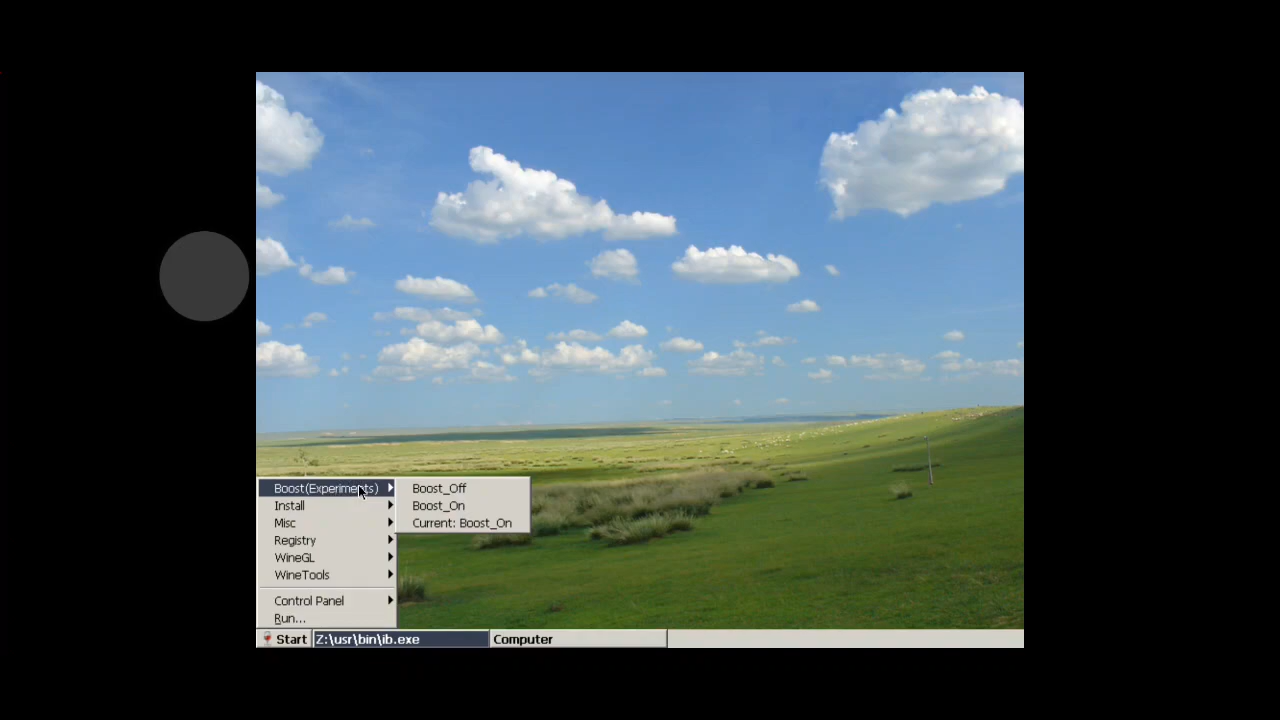 Boost(Experiments)
Boost_Off
Install
Boost_On
Misc
Current: Boost_On
Registry
WineGL
WineTools
Control Panel
Run...
Start
Z:\usr\bin\ib.exe
Computer